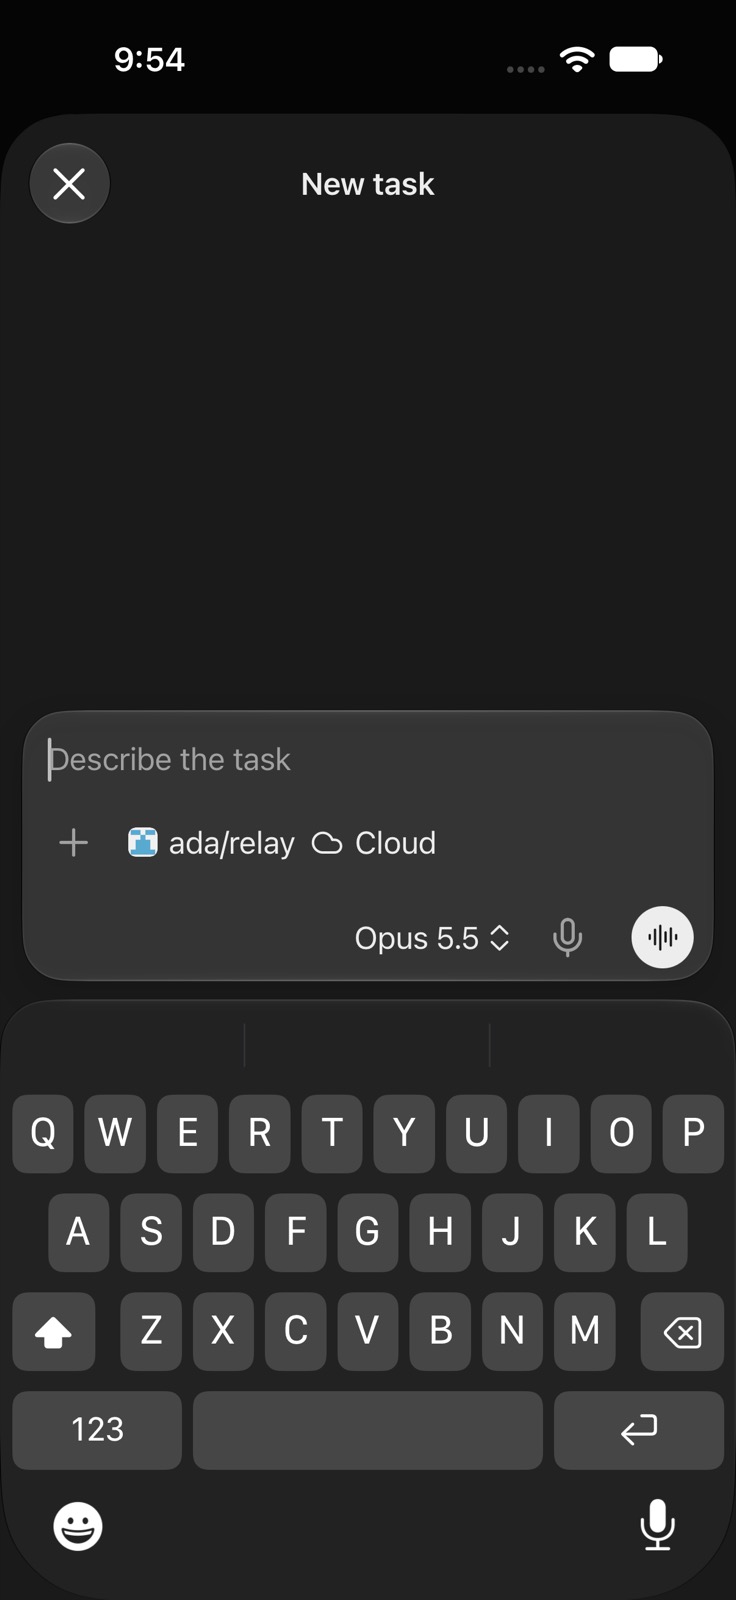 9:54
New task
Describe the task
ada/relay Cloud
Opus 5.5
Q W E R T Y U I O P
A S D F G H J K L
Z X C V B N M
123